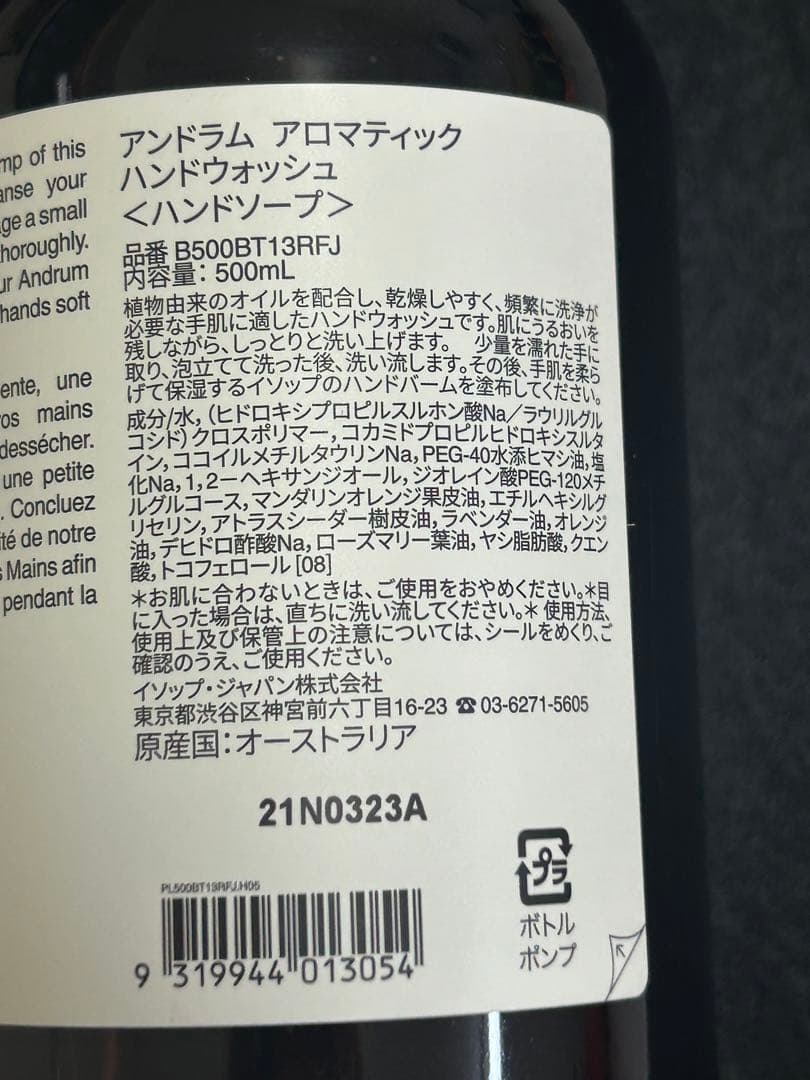 mp of this
anse your
ge a small
horoughly.
ur Andrum
hands soft
ente, une
os mains
dessécher.
une petite
. Concluez
ité de notre
s Mains afin
pendant la
アンドラム アロマティック
ハンドウォッシュ
＜ハンドソープ＞
品番 B500BT13RFJ
内容量：500mL
植物由来のオイルを配合し、乾燥しやすく、頻繁に洗浄が
必要な手肌に適したハンドウォッシュです。肌にうるおいを
残しながら、しっとりと洗い上げます。 少量を濡れた手に
取り、泡立てて洗った後、洗い流します。その後、手肌を柔ら
げて保湿するイソップのハンドバームを塗布してください。
成分/水，（ヒドロキシプロピルスルホン酸Na／ラウリルグル
コシド）クロスポリマー，コカミドプロピルヒドロキシスルタ
イン，ココイルメチルタウリンNa，PEG-40水添ヒマシ油，塩
化Na，1，2－ヘキサンジオール，ジオレイン酸PEG-120メチ
ルグルコース，マンダリンオレンジ果皮油，エチルヘキシルグ
リセリン，アトラスシーダー樹皮油，ラベンダー油，オレンジ
油，デヒドロ酢酸Na，ローズマリー葉油，ヤシ脂肪酸，クエン
酸，トコフェロール [08]
＊お肌に合わないときは、ご使用をおやめください。＊目
に入った場合は、直ちに洗い流してください。＊ 使用方法、
使用上及び保管上の注意については、シールをめくり、ご
確認のうえ、ご使用ください。
イソップ・ジャパン株式会社
東京都渋谷区神宮前六丁目16-23 ☎ 03-6271-5605
原産国：オーストラリア
21N0323A
PL500BT13RFJ.H05
9 319944 013054
プラ
ボトル
ポンプ